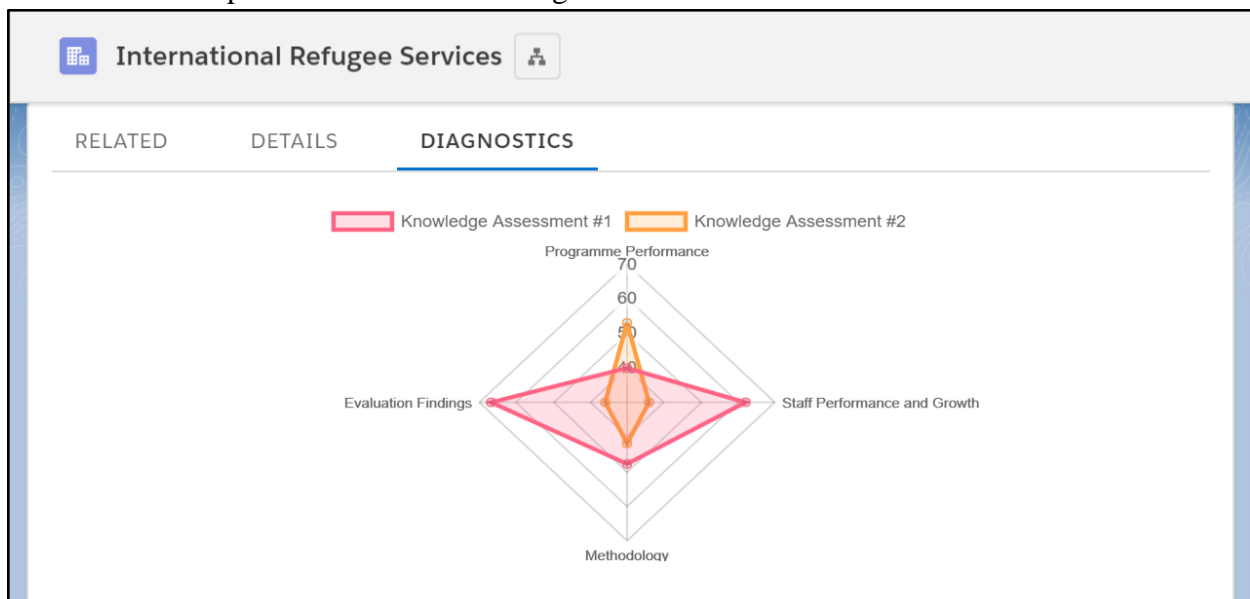 International Refugee Services
RELATED DETAILS DIAGNOSTICS
Knowledge Assessment #1 Knowledge Assessment #2
Programme Performance
70
60
50
40
Evaluation Findings Staff Performance and Growth
Methodology